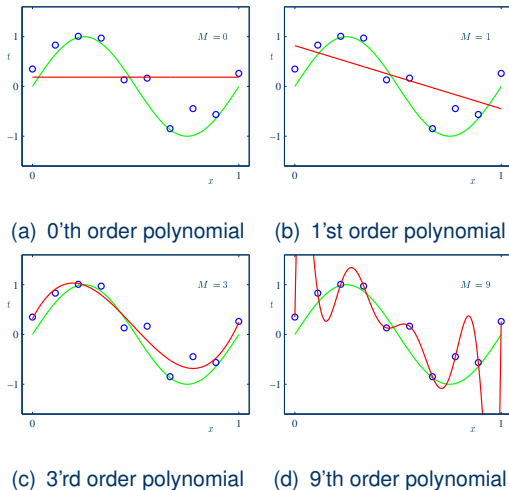 M = 0
1
t
0
−1
0
x
1
(a) 0'th order polynomial
M = 1
1
t
0
−1
0
x
1
(b) 1'st order polynomial
M = 3
1
t
0
−1
0
x
1
(c) 3'rd order polynomial
M = 9
1
t
0
−1
0
x
1
(d) 9'th order polynomial